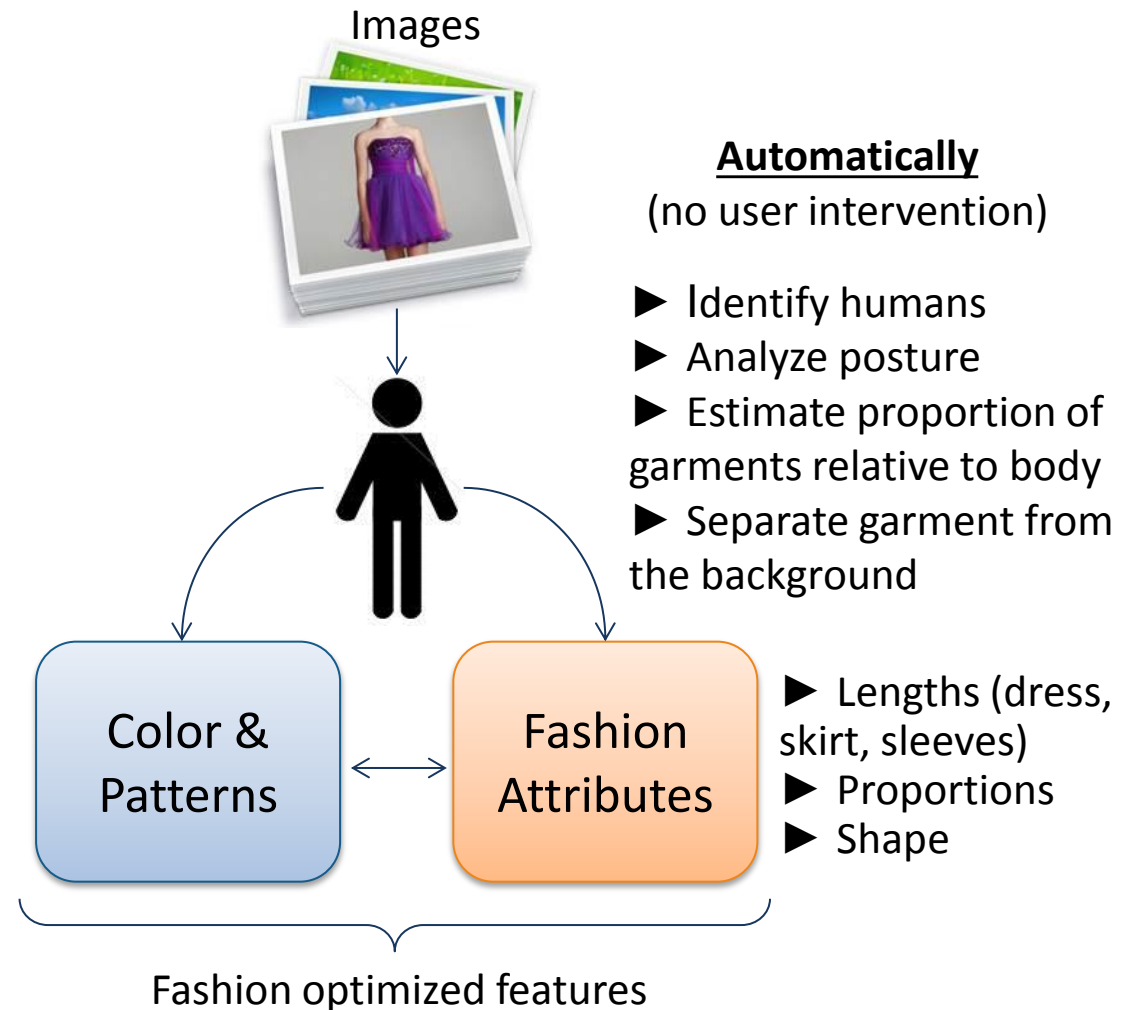 Images
Automatically
(no user intervention)
► Identify humans
► Analyze posture
► Estimate proportion of
garments relative to body
► Separate garment from
the background
Color &
Patterns
Fashion
Attributes
► Lengths (dress,
skirt, sleeves)
► Proportions
► Shape
Fashion optimized features